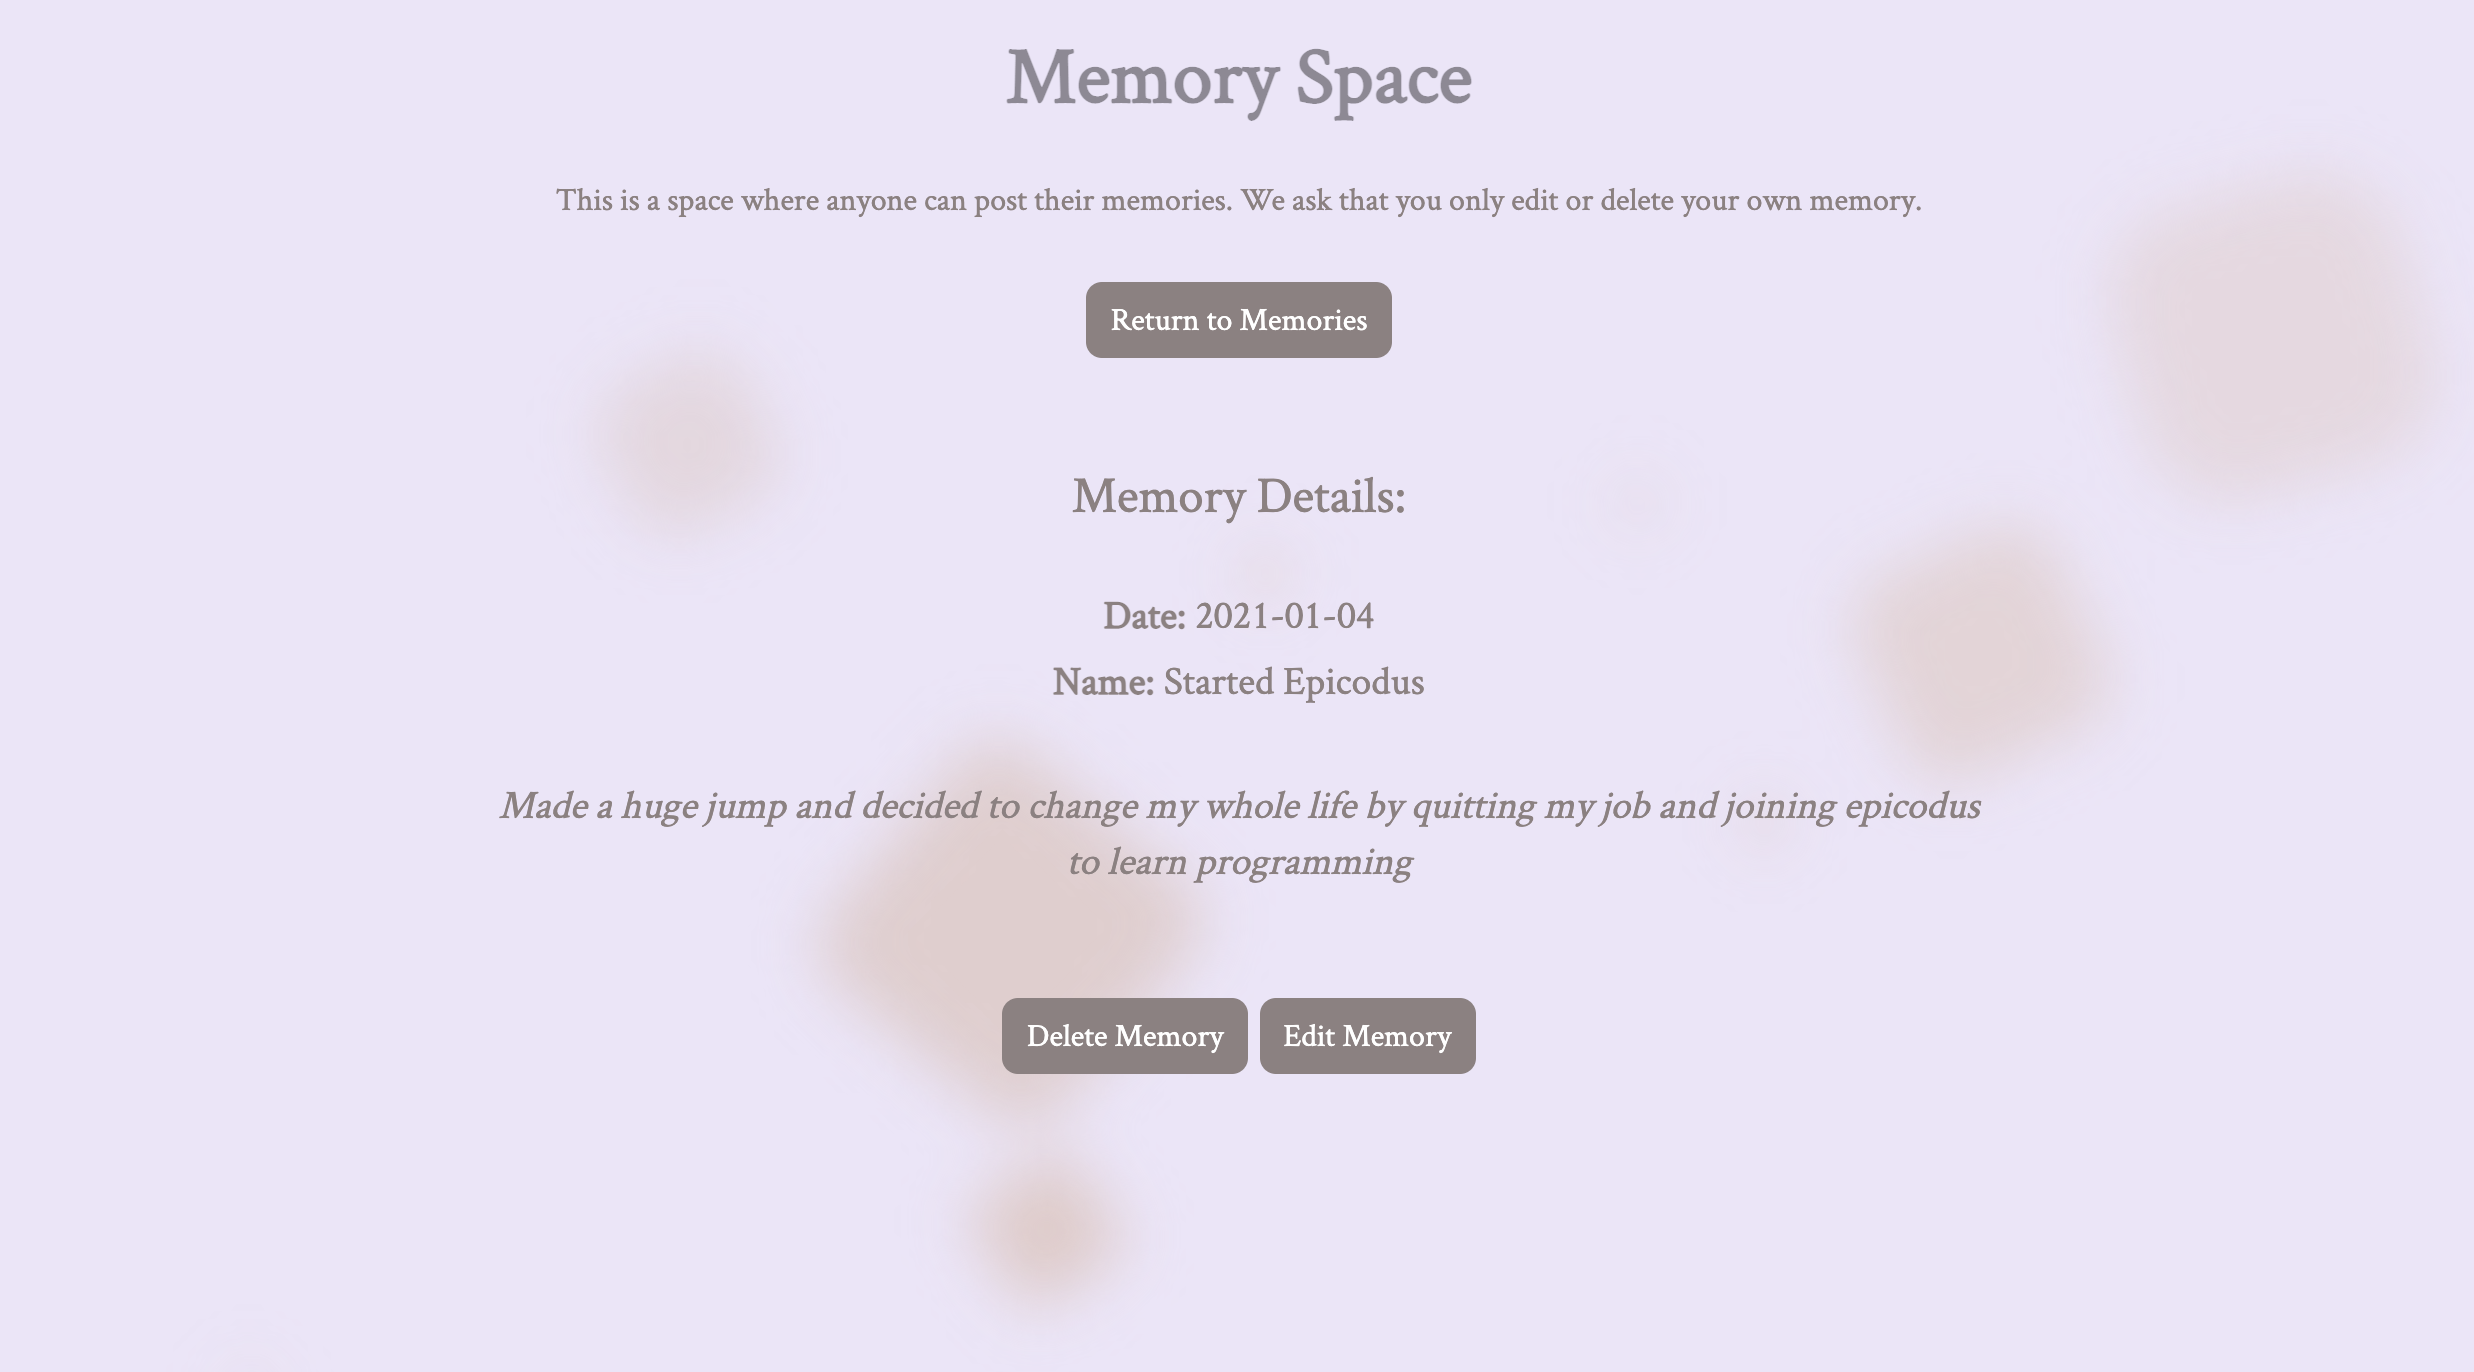 Memory Space
This is a space where anyone can post their memories. We ask that you only edit or delete your own memory.
Return to Memories
Memory Details:
Date: 2021-01-04
Name: Started Epicodus
Made a huge jump and decided to change my whole life by quitting my job and joining epicodus
to learn programming
Delete Memory Edit Memory